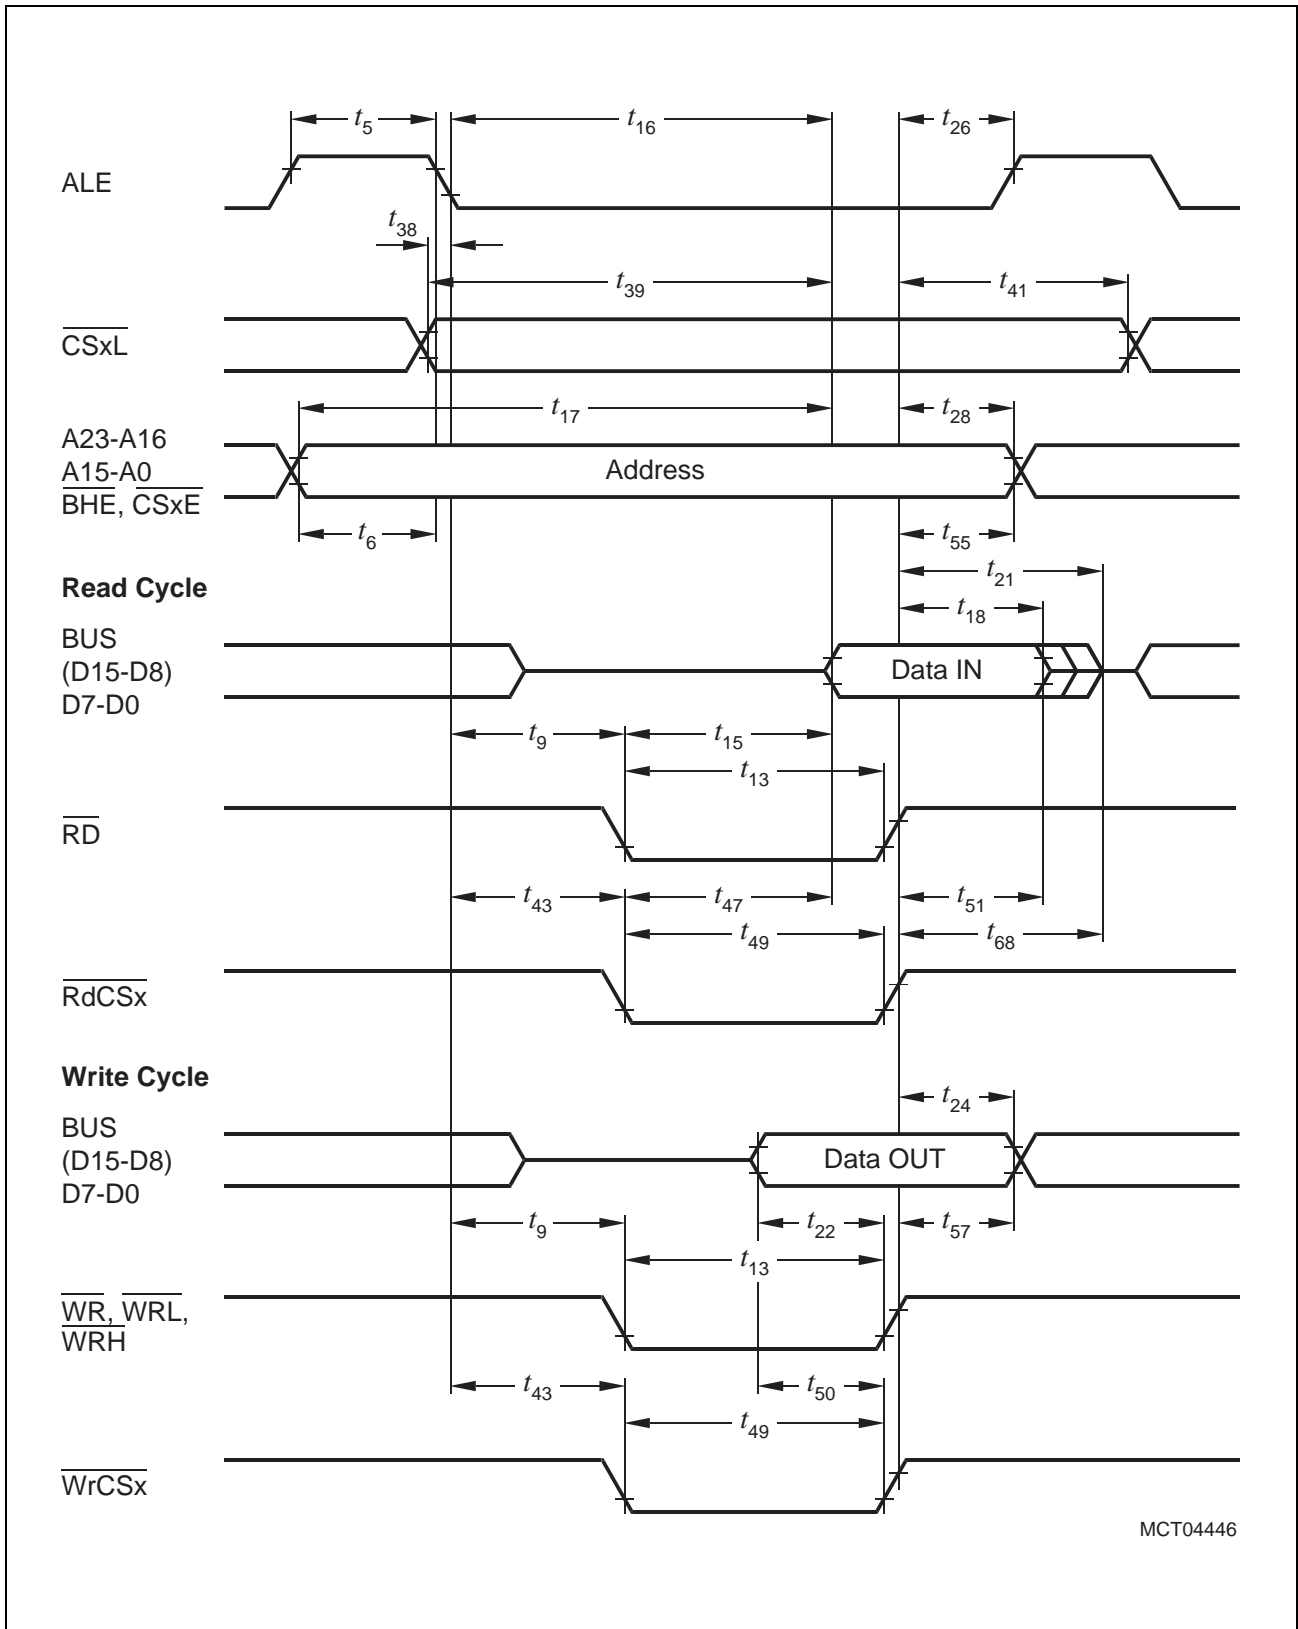 t5
t16
t26
ALE
t38
t39
t41
CSxL
t17
t28
A23-A16
A15-A0
BHE, CSxE
Address
t6
t55
t21
Read Cycle
t18
BUS
(D15-D8)
D7-D0
Data IN
t9
t15
t13
RD
t43
t47
t51
t49
t68
RdCSx
Write Cycle
t24
BUS
(D15-D8)
D7-D0
Data OUT
t9
t22
t57
t13
WR, WRL,
WRH
t43
t50
t49
WrCSx
MCT04446